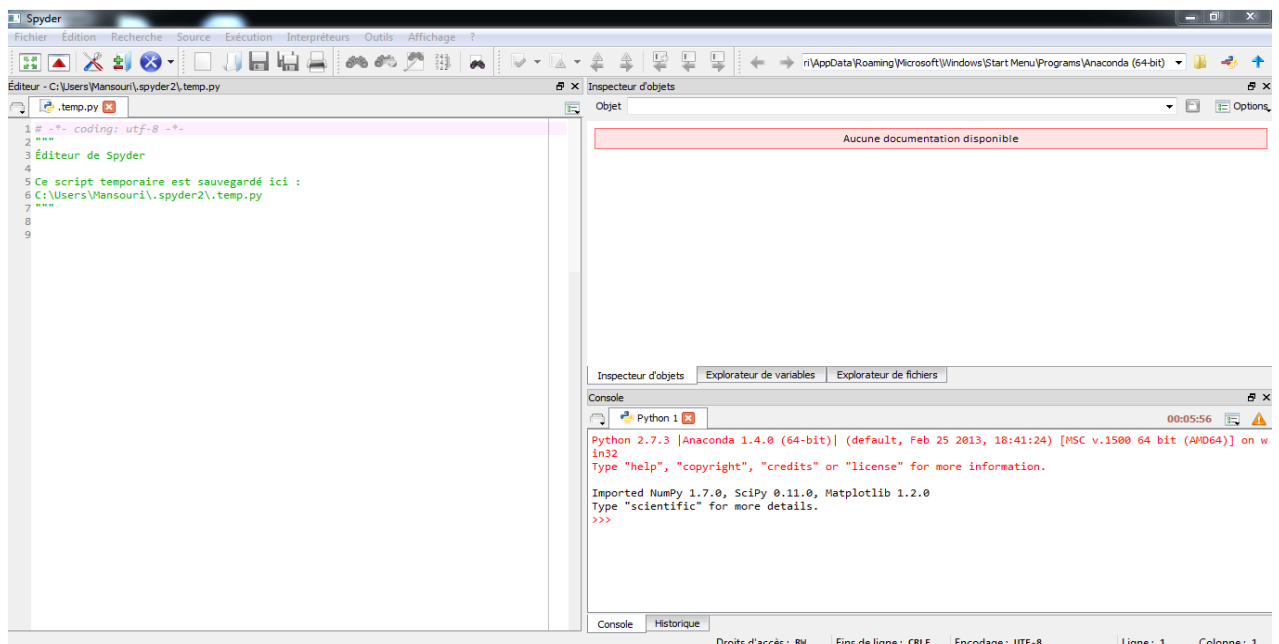 Spyder
Fichier Édition Recherche Source Exécution Interpréteurs Outils Affichage ?
ri\AppData\Roaming\Microsoft\Windows\Start Menu\Programs\Anaconda (64-bit)
Éditeur - C:\Users\Mansouri\.spyder2\.temp.py
.temp.py
1 # -*- coding: utf-8 -*-
2 """
3 Éditeur de Spyder
4
5 Ce script temporaire est sauvegardé ici :
6 C:\Users\Mansouri\.spyder2\.temp.py
7 """
8
9
Inspecteur d'objets
Objet
Options
Aucune documentation disponible
Inspecteur d'objets Explorateur de variables Explorateur de fichiers
Console
Python 1
00:05:56
Python 2.7.3 |Anaconda 1.4.0 (64-bit)| (default, Feb 25 2013, 18:41:24) [MSC v.1500 64 bit (AMD64)] on w
in32
Type "help", "copyright", "credits" or "license" for more information.
Imported NumPy 1.7.0, SciPy 0.11.0, Matplotlib 1.2.0
Type "scientific" for more details.
>>>
Console Historique
Droits d'accès : RW Fins de ligne : CRLF Encodage : UTF-8 Ligne : 1 Colonne : 1